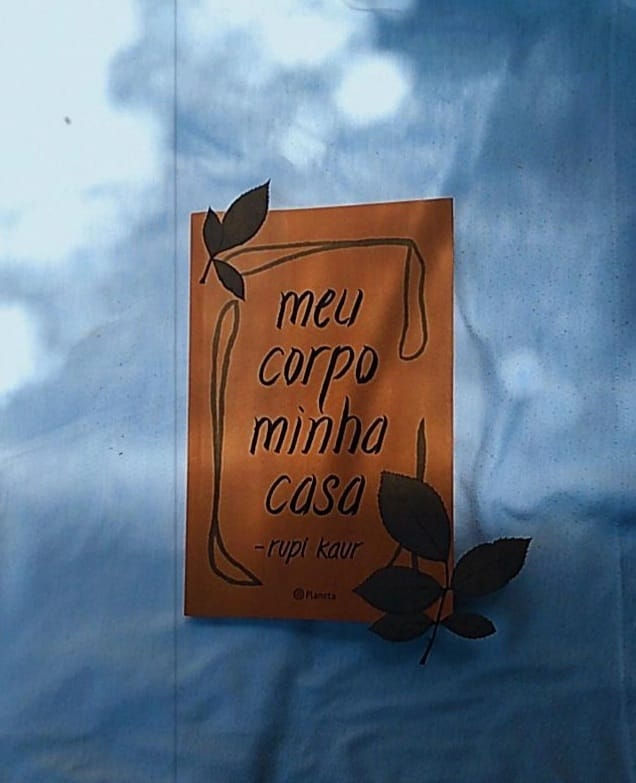 meu
corpo
minha
casa
- rupi kaur
Planeta